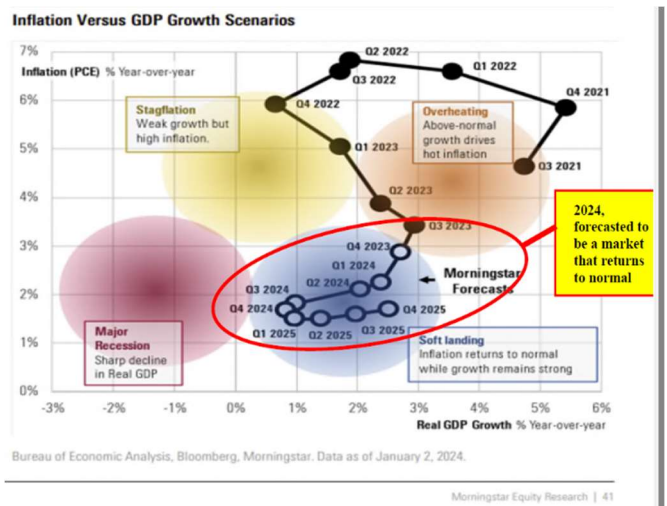 Inflation Versus GDP Growth Scenarios
7%
Inflation (PCE) % Year-over-year
6%
5%
4%
3%
2%
1%
0%
Q2 2022
Q3 2022
Q1 2022
Q4 2021
Q4 2022
Q3 2021
Q1 2023
Q2 2023
Q3 2023
Q4 2023
Q1 2024
Q2 2024
Q3 2024
Q4 2024
Q1 2025
Q2 2025
Q3 2025
Q4 2025
Stagflation
Weak growth but
high inflation.
Overheating
Above-normal
growth drives
hot inflation
2024,
forecasted to
be a market
that returns
to normal
Morningstar
Forecasts
Major
Recession
Sharp decline
in Real GDP
Soft landing
Inflation returns to normal
while growth remains strong
-3% -2% -1% 0% 1% 2% 3% 4% 5% 6%
Real GDP Growth % Year-over-year
Bureau of Economic Analysis, Bloomberg, Morningstar. Data as of January 2, 2024.
Morningstar Equity Research | 41